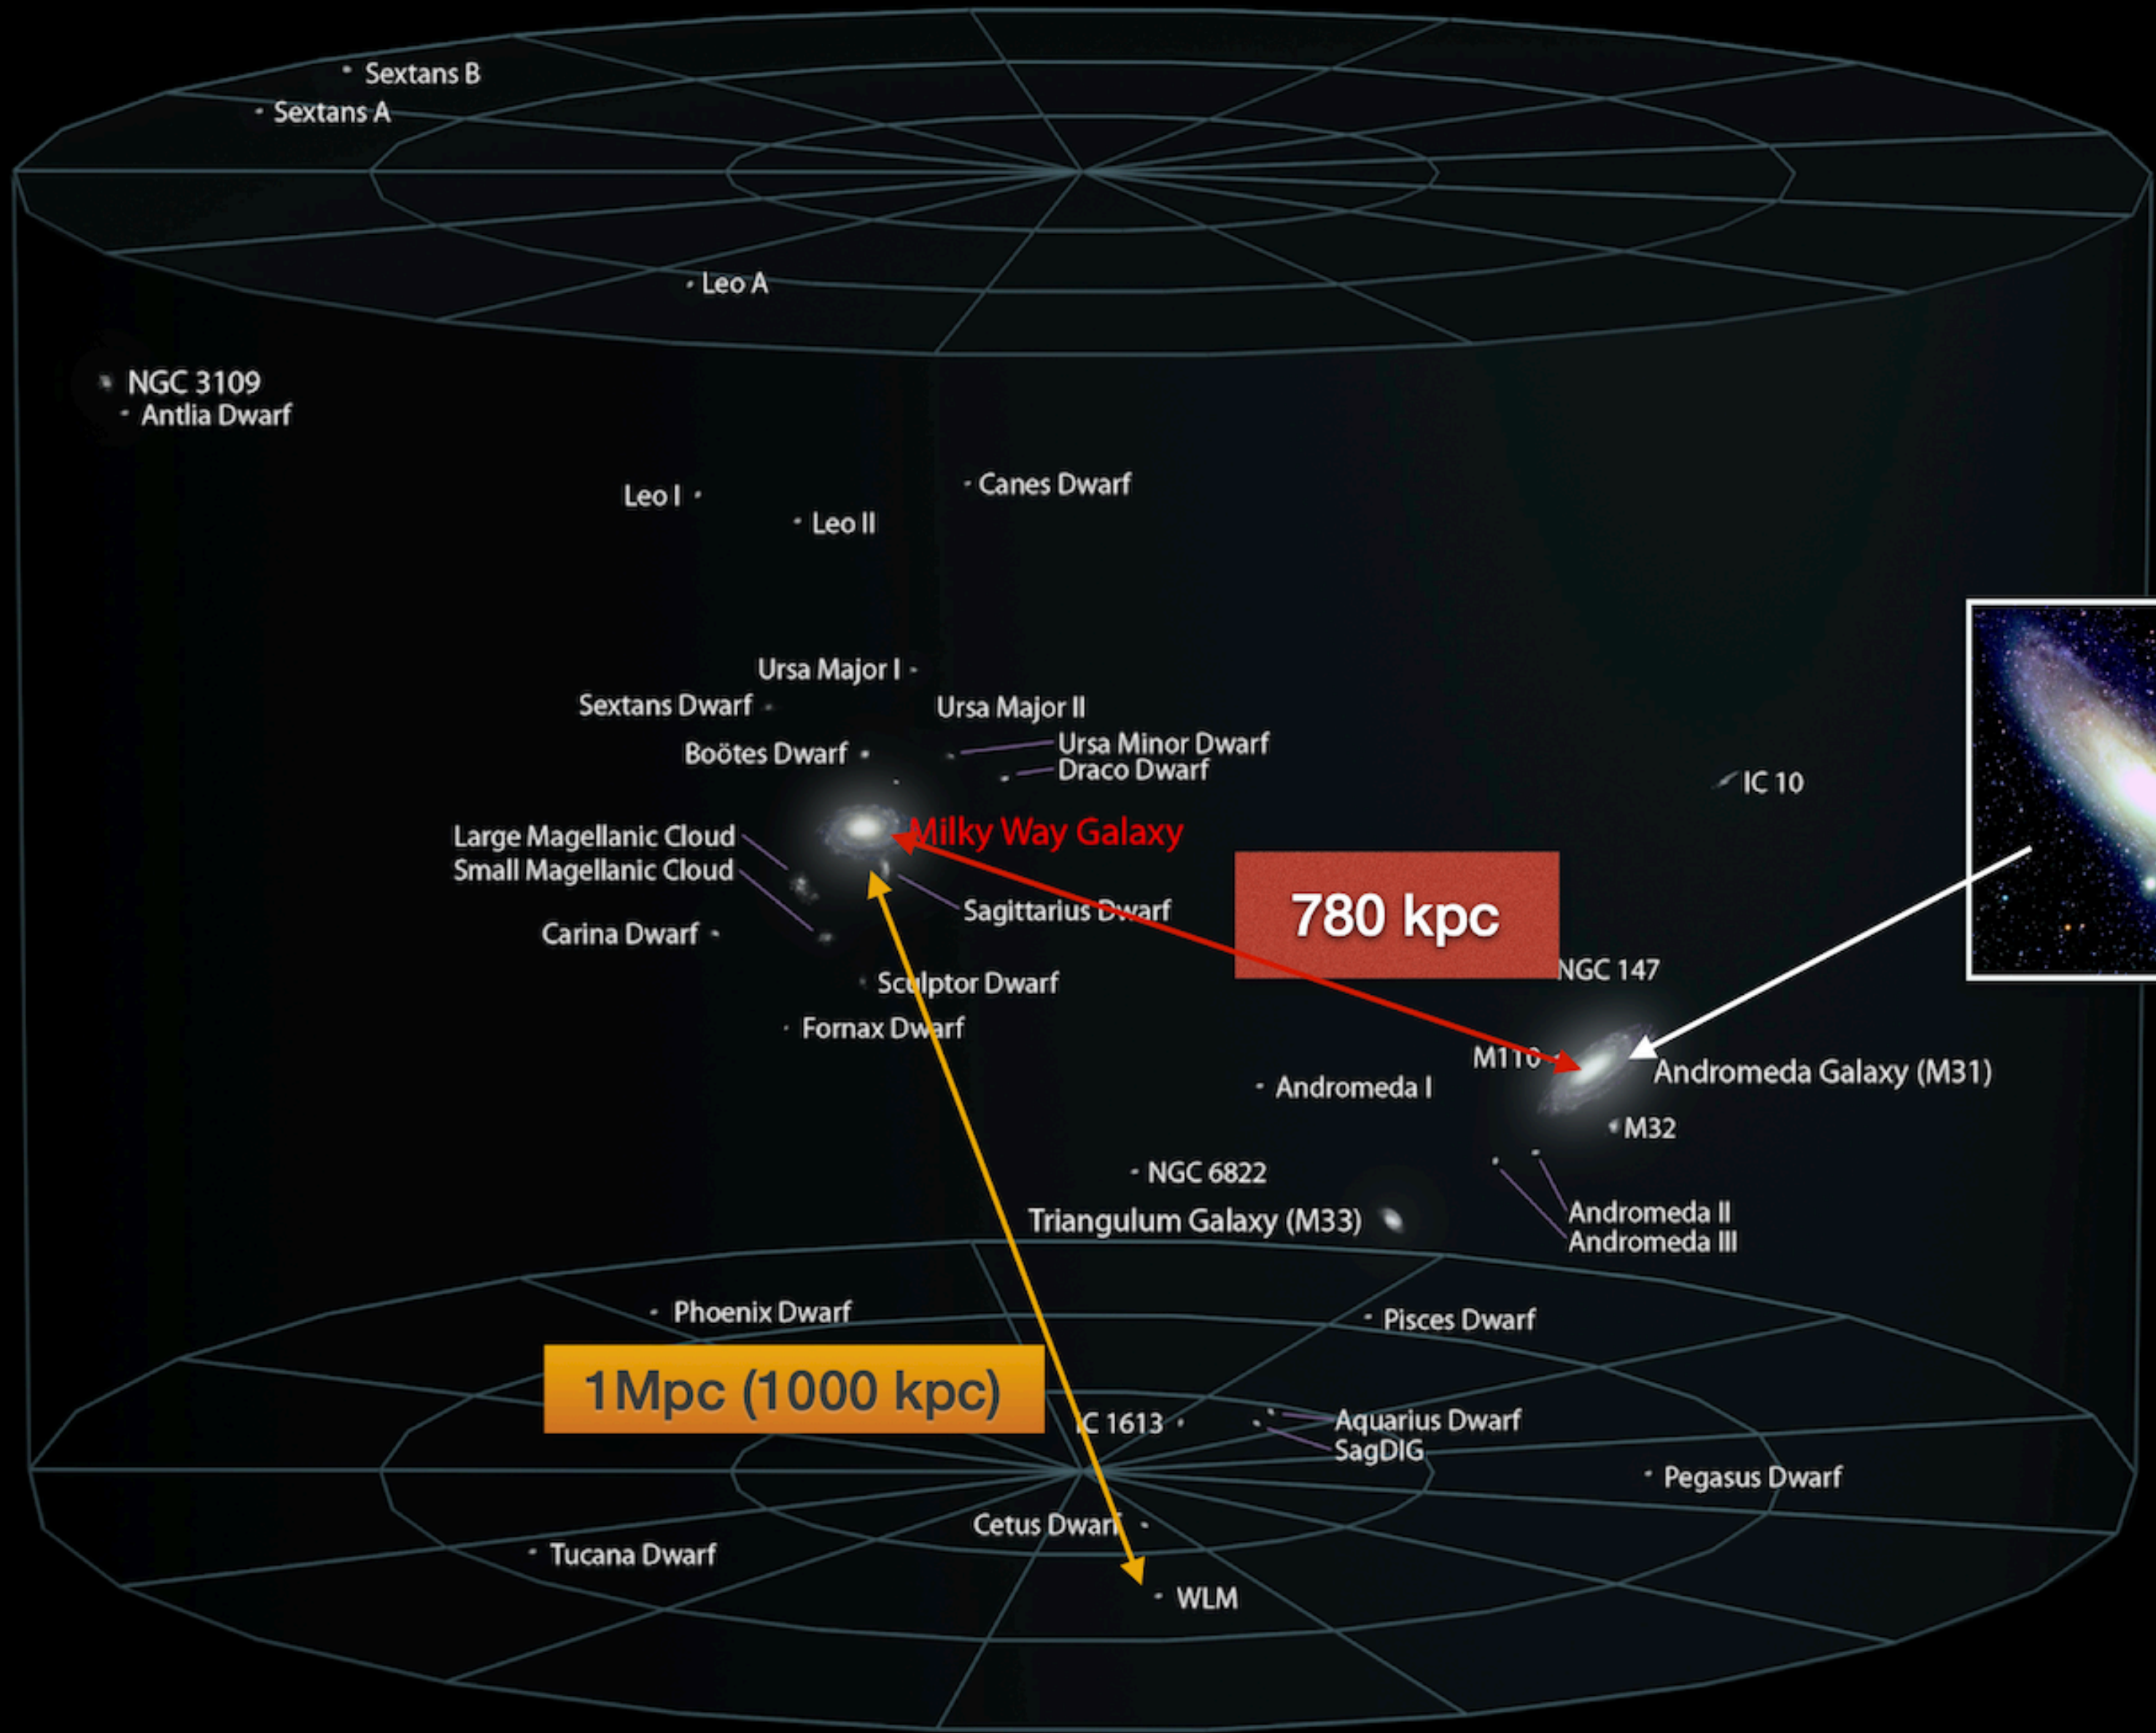 Sextans B
Sextans A
Leo A
NGC 3109
Antlia Dwarf
Canes Dwarf
Leo I
Leo II
Ursa Major I
Sextans Dwarf
Ursa Major II
Ursa Minor Dwarf
Boötes Dwarf
Draco Dwarf
IC 10
Milky Way Galaxy
Large Magellanic Cloud
Small Magellanic Cloud
Sagittarius Dwarf
780 kpc
Carina Dwarf
NGC 147
Sculptor Dwarf
Fornax Dwarf
M110
Andromeda Galaxy (M31)
Andromeda I
M32
NGC 6822
Andromeda II
Triangulum Galaxy (M33)
Andromeda III
Phoenix Dwarf
Pisces Dwarf
1Mpc (1000 kpc)
IC 1613
Aquarius Dwarf
SagDIG
Pegasus Dwarf
Cetus Dwarf
Tucana Dwarf
WLM